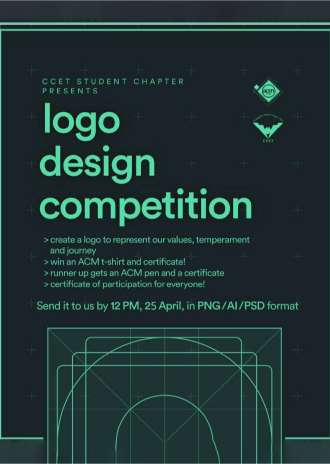 CCET STUDENT CHAPTER
PRESENTS
logo
design
competition
> create a logo to represent our values, temperament
and journey
> win an ACM t-shirt and certificate!
> runner up gets an ACM pen and a certificate
> certificate of participation for everyone!
Send it to us by 12 PM, 25 April, in PNG/AI/PSD format